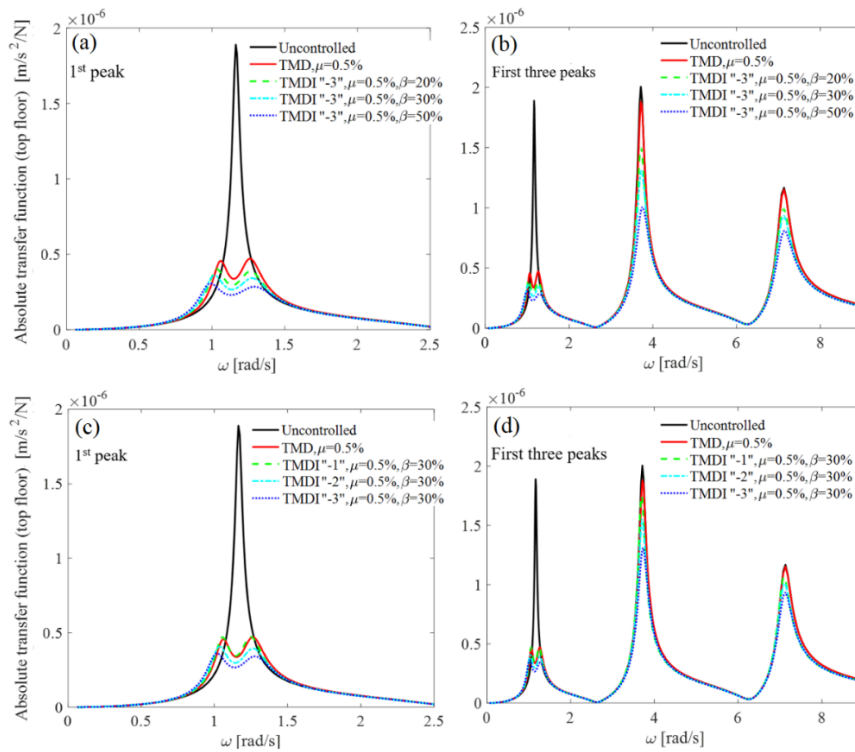 Absolute transfer function (top floor) [m/s²/N]
×10⁻⁶
(a)
1st peak
Uncontrolled
TMD,μ=0.5%
TMDI "-3",μ=0.5%,β=20%
TMDI "-3",μ=0.5%,β=30%
TMDI "-3",μ=0.5%,β=50%
2
1.5
1
0.5
0
0 0.5 1 1.5 2 2.5
ω [rad/s]
×10⁻⁶
(b)
First three peaks
Uncontrolled
TMD,μ=0.5%
TMDI "-3",μ=0.5%,β=20%
TMDI "-3",μ=0.5%,β=30%
TMDI "-3",μ=0.5%,β=50%
2.5
2
1.5
1
0.5
0
0 2 4 6 8
ω [rad/s]
Absolute transfer function (top floor) [m/s²/N]
×10⁻⁶
(c)
1st peak
Uncontrolled
TMD,μ=0.5%
TMDI "-1",μ=0.5%,β=30%
TMDI "-2",μ=0.5%,β=30%
TMDI "-3",μ=0.5%,β=30%
2
1.5
1
0.5
0
0 0.5 1 1.5 2 2.5
ω [rad/s]
×10⁻⁶
(d)
First three peaks
Uncontrolled
TMD,μ=0.5%
TMDI "-1",μ=0.5%,β=30%
TMDI "-2",μ=0.5%,β=30%
TMDI "-3",μ=0.5%,β=30%
2.5
2
1.5
1
0.5
0
0 2 4 6 8
ω [rad/s]